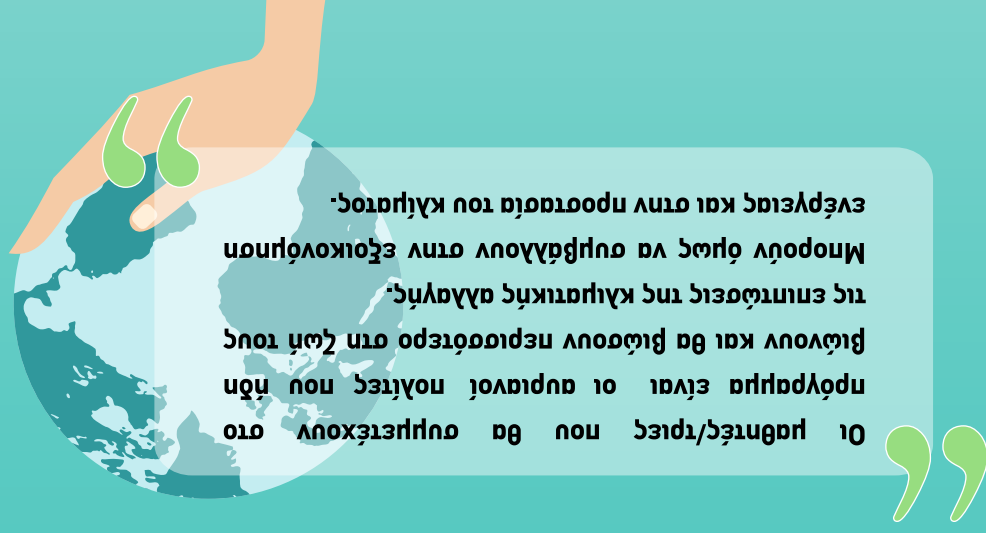 Οι μαθητές/τριες που θα συμμετέχουν στο
πρόγραμμα είναι οι αυριανοί πολίτες που ήδη
βιώνουν και θα βιώσουν περισσότερο στη ζωή τους
τις επιπτώσεις της κλιματικής αλλαγής.
Μπορούν όμως να συμβάλλουν στην εξοικονόμηση
ενέργειας και στην προστασία του κλίματος.